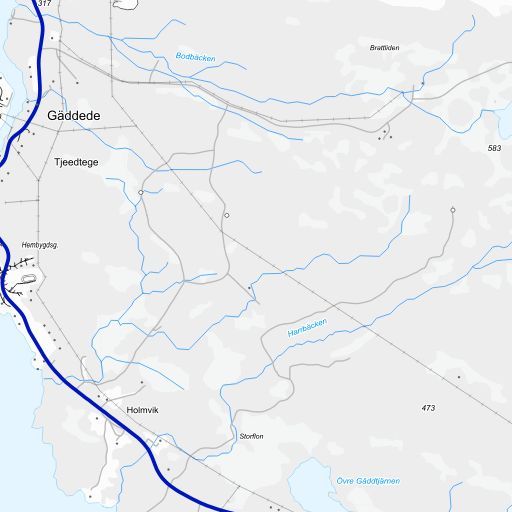 317
Bodbäcken
Brattliden
Gäddede
583
Tjeedtege
Hembygdsg.
Harrbäcken
Holmvik
473
Storflon
Övre Gäddtjärnen